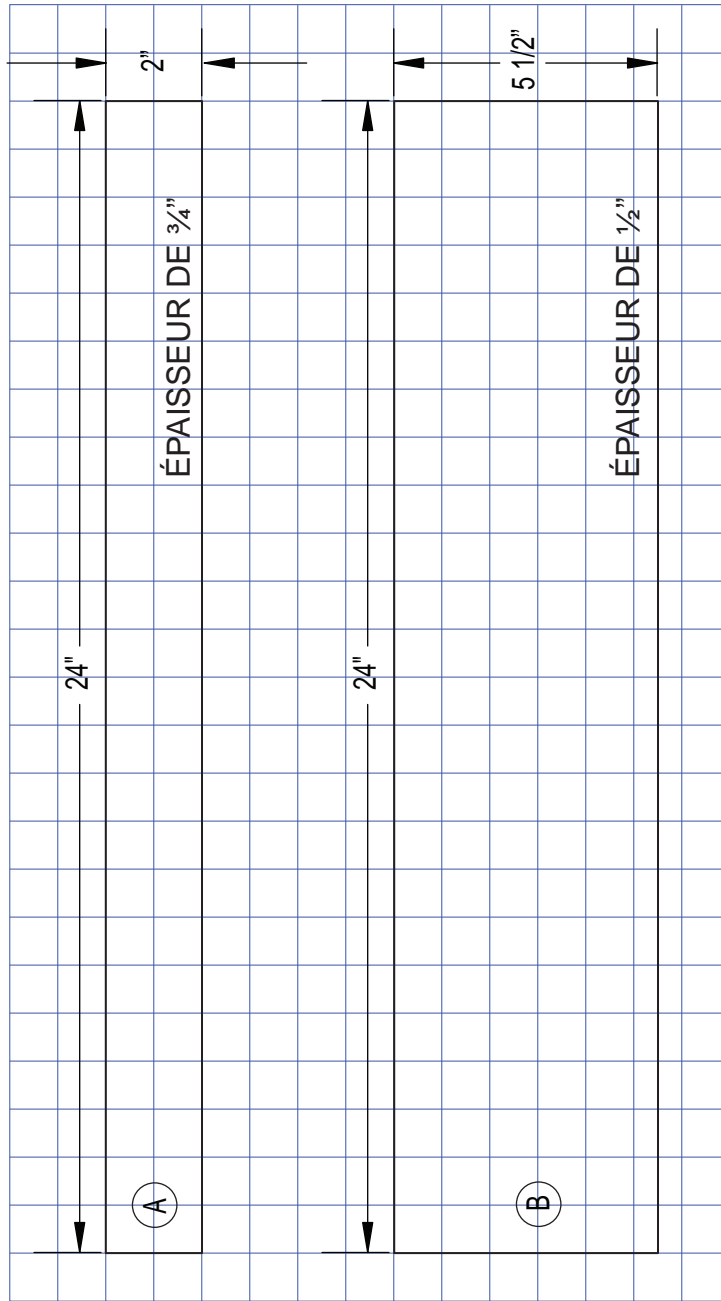 24"
2”
A
ÉPAISSEUR DE ¾”
24"
5 1/2”
B
ÉPAISSEUR DE ½”